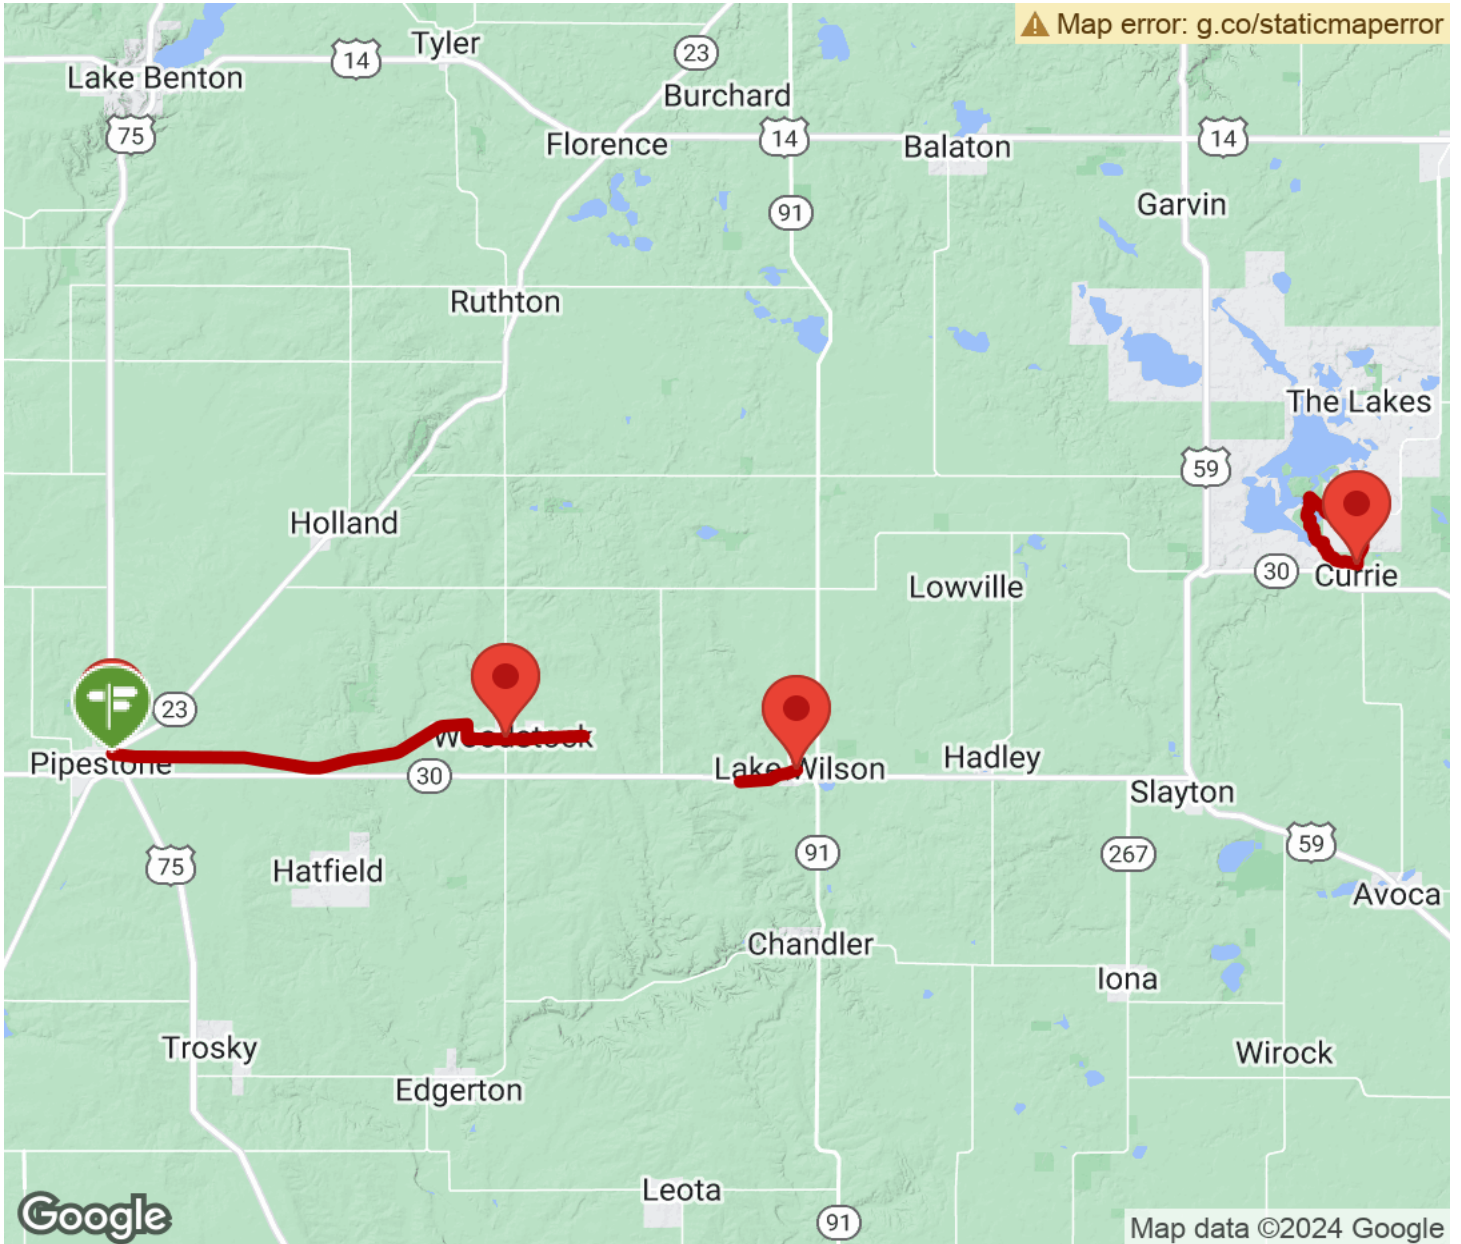 Map error: g.co/staticmaperror
Tyler
23
14
Lake Benton
Burchard
75
Florence
14
Balaton
14
91
Garvin
Ruthton
The Lakes
59
Holland
30
Currie
Lowville
23
Woodstock
Pipestone
30
Lake Wilson
Hadley
Slayton
75
Hatfield
91
267
59
Avoca
Chandler
Iona
Trosky
Wirock
Edgerton
Leota
Google
91
Map data ©2024 Google